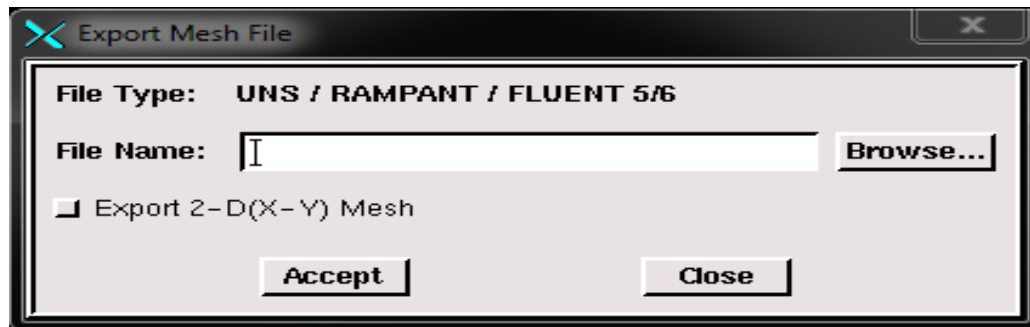 Export Mesh File
File Type: UNS / RAMPANT / FLUENT 5/6
File Name: Browse...
Export 2-D(X-Y) Mesh
Accept Close